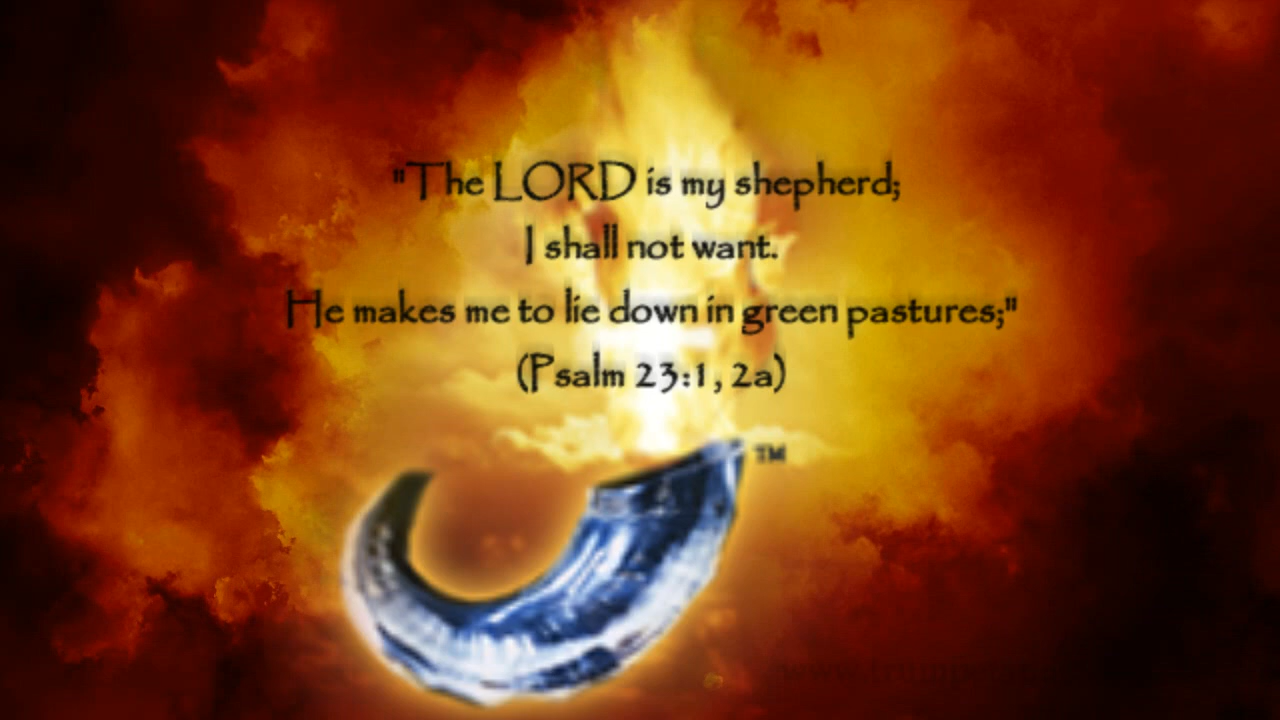 "The LORD is my shepherd;
I shall not want.
He makes me to lie down in green pastures;"
(Psalm 23:1, 2a)
TM